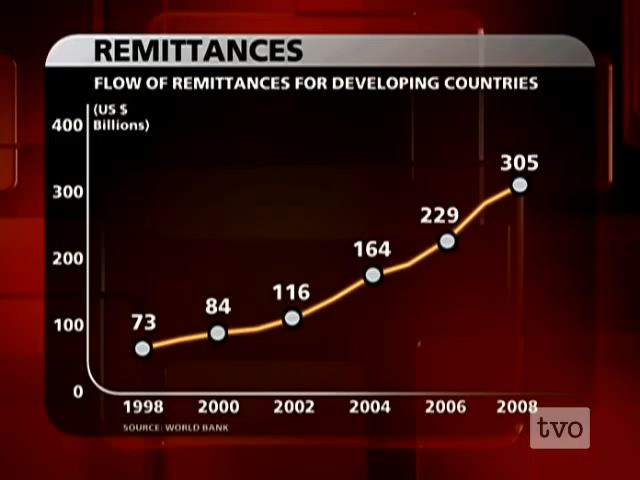 REMITTANCES
FLOW OF REMITTANCES FOR DEVELOPING COUNTRIES
(US $
Billions)
400
300
200
100
0
73
84
116
164
229
305
1998 2000 2002 2004 2006 2008
SOURCE: WORLD BANK
tvo